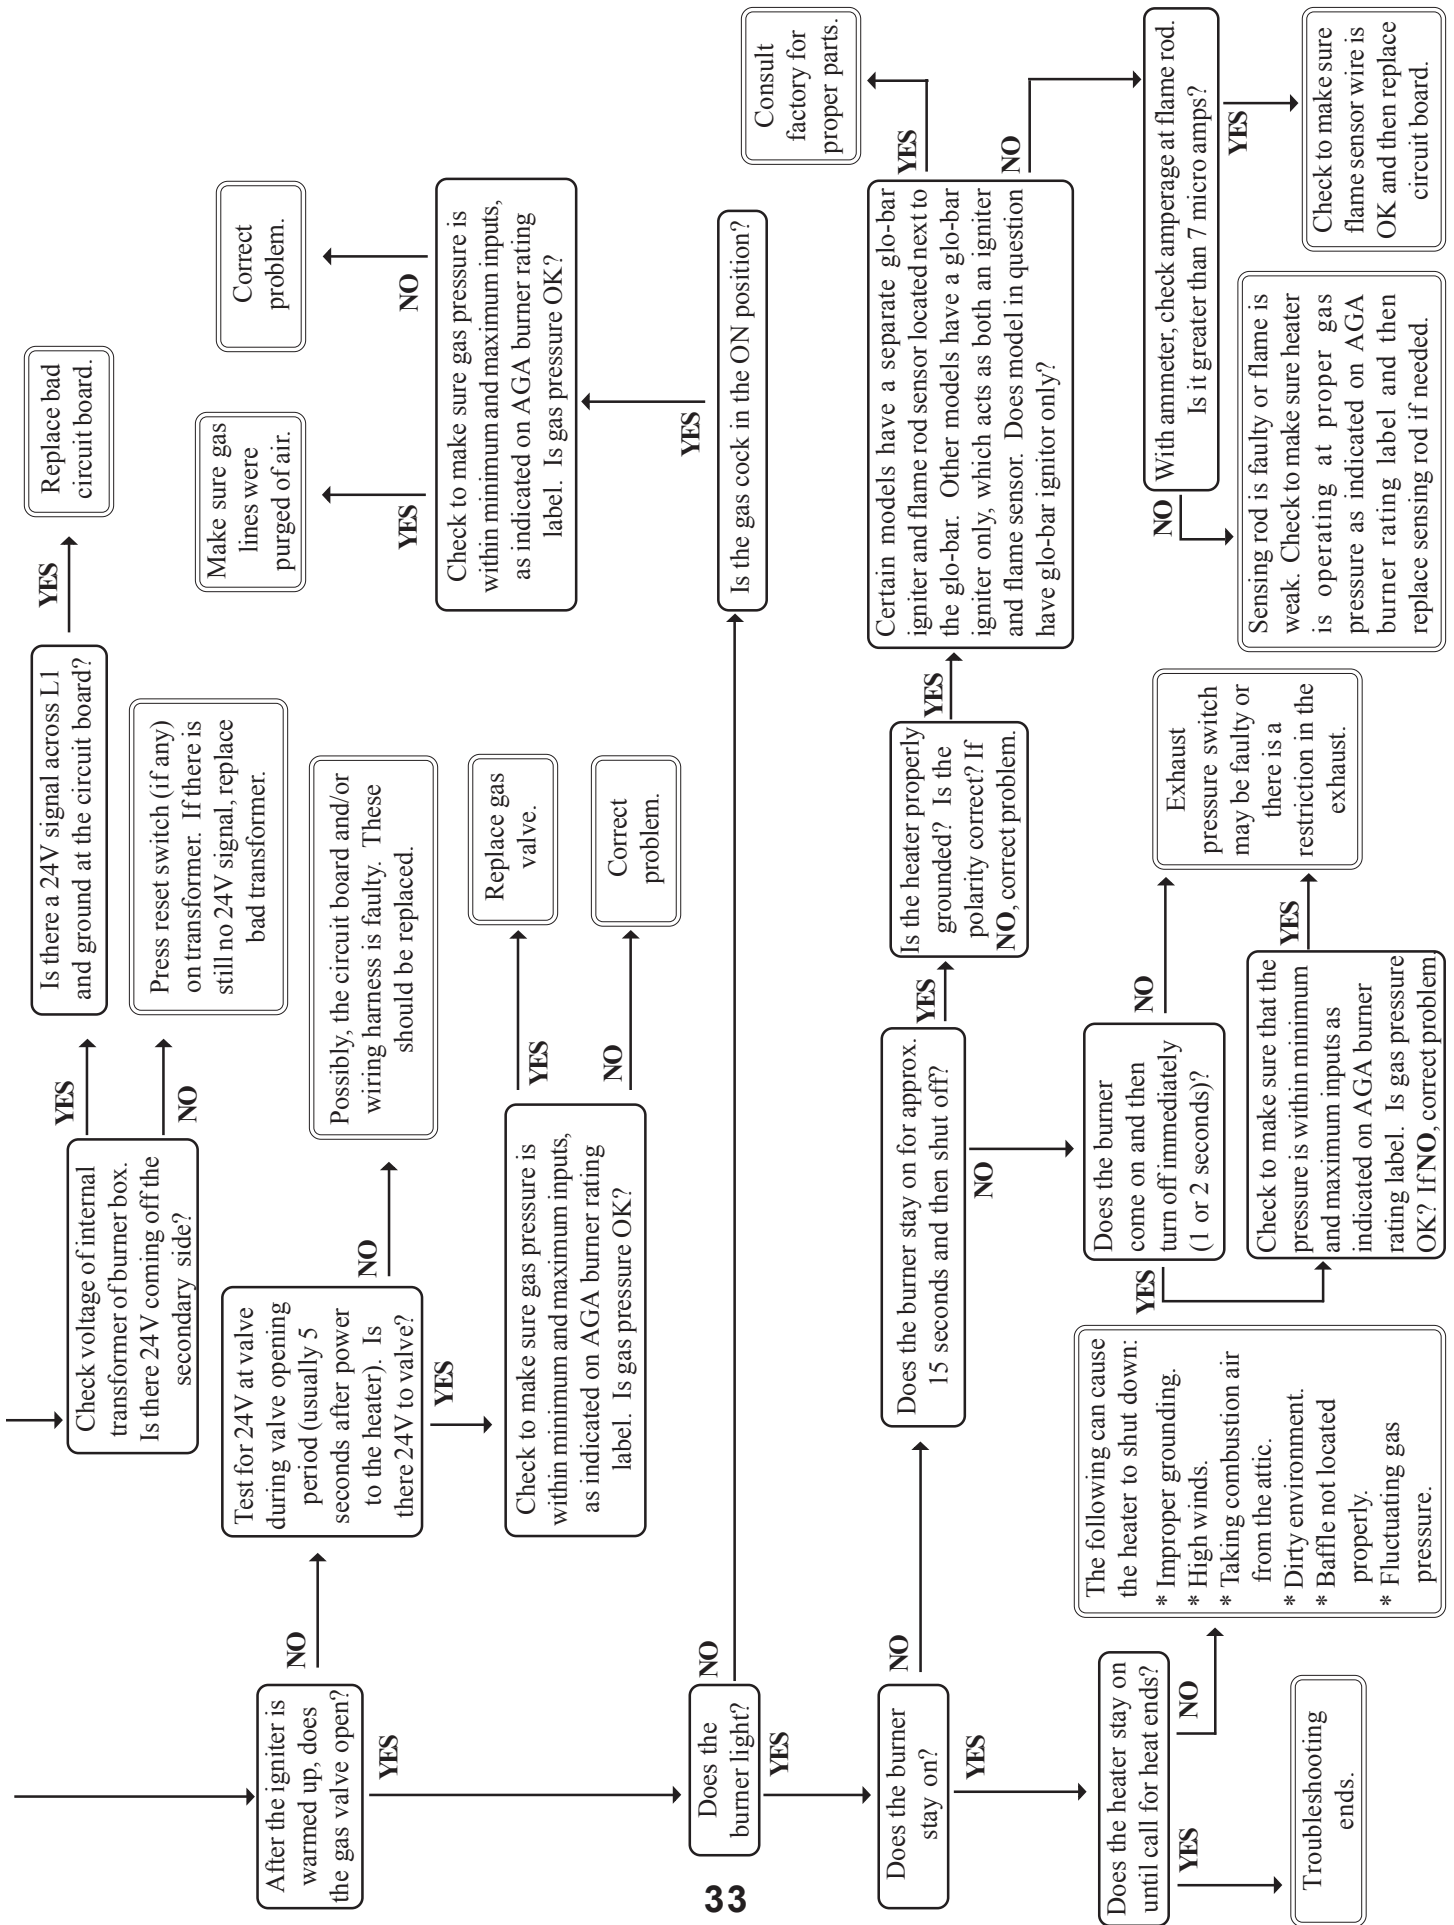 Check voltage of internal
transformer of burner box.
Is there 24V coming off the
secondary side?
YES
NO
Is there a 24V signal across L1
and ground at the circuit board?
YES
Replace bad
circuit board.
Press reset switch (if any)
on transformer. If there is
still no 24V signal, replace
bad transformer.
After the igniter is
warmed up, does
the gas valve open?
NO
YES
Test for 24V at valve
during valve opening
period (usually 5
seconds after power
to the heater). Is
there 24V to valve?
NO
YES
Possibly, the circuit board and/or
wiring harness is faulty. These
should be replaced.
Check to make sure gas pressure is
within minimum and maximum inputs,
as indicated on AGA burner rating
label. Is gas pressure OK?
YES
NO
Replace gas
valve.
Correct
problem.
Does the
burner light?
NO
YES
Is the gas cock in the ON position?
YES
Check to make sure gas pressure is
within minimum and maximum inputs,
as indicated on AGA burner rating
label. Is gas pressure OK?
YES
NO
Make sure gas
lines were
purged of air.
Correct
problem.
Does the burner
stay on?
NO
YES
Does the burner stay on for approx.
15 seconds and then shut off?
YES
NO
Is the heater properly
grounded? Is the
polarity correct? If
NO, correct problem.
YES
Certain models have a separate glo-bar
igniter and flame rod sensor located next to
the glo-bar. Other models have a glo-bar
igniter only, which acts as both an igniter
and flame sensor. Does model in question
have glo-bar ignitor only?
YES
NO
Consult
factory for
proper parts.
With ammeter, check amperage at flame rod.
Is it greater than 7 micro amps?
NO
YES
Sensing rod is faulty or flame is
weak. Check to make sure heater
is operating at proper gas
pressure as indicated on AGA
burner rating label and then
replace sensing rod if needed.
Check to make sure
flame sensor wire is
OK and then replace
circuit board.
Does the burner
come on and then
turn off immediately
(1 or 2 seconds)?
NO
YES
Exhaust
pressure switch
may be faulty or
there is a
restriction in the
exhaust.
Check to make sure that the
pressure is within minimum
and maximum inputs as
indicated on AGA burner
rating label. Is gas pressure
OK? If NO, correct problem
YES
Does the heater stay on
until call for heat ends?
NO
YES
The following can cause
the heater to shut down:
* Improper grounding.
* High winds.
* Taking combustion air
from the attic.
* Dirty environment.
* Baffle not located
properly.
* Fluctuating gas
pressure.
Troubleshooting
ends.
33